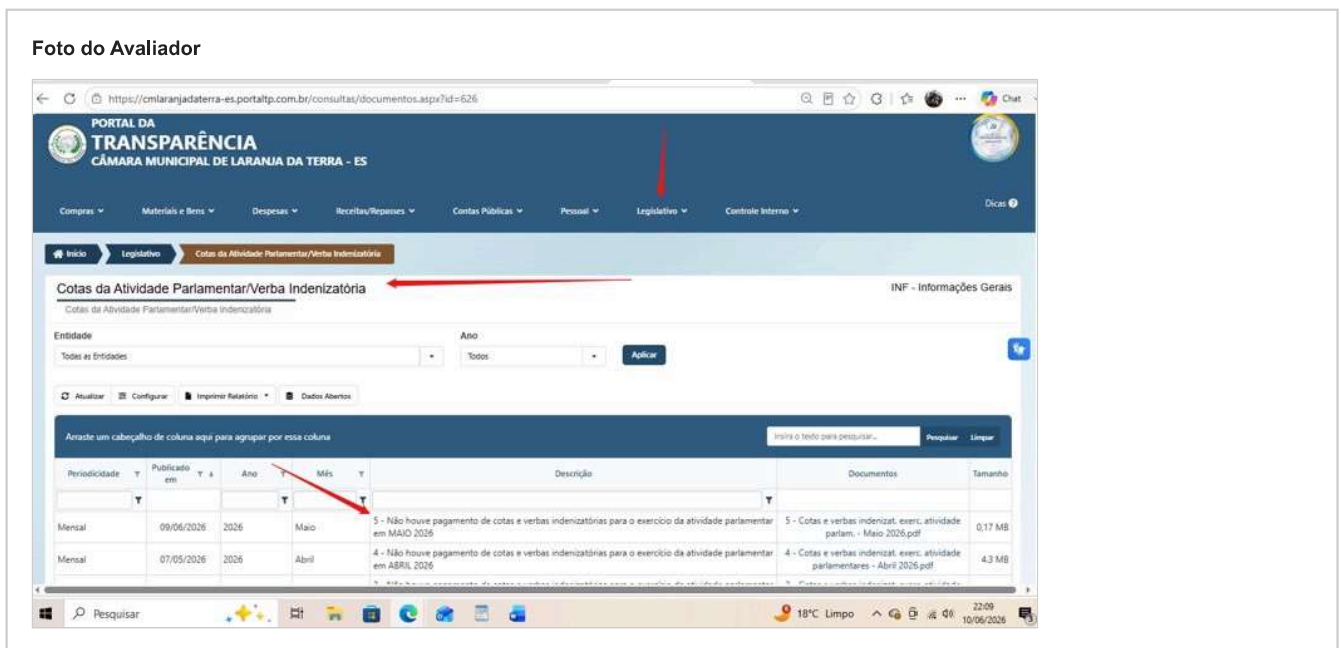 Foto do Avaliador
https://cmlaranjadaterra-es.portaltp.com.br/consultas/documentos.aspx?id=626
Chat
PORTAL DA
TRANSPARÊNCIA
CÂMARA MUNICIPAL DE LARANJA DA TERRA - ES
Compras Materiais e Bens Despesas Receitas/Repasses Contas Públicas Pessoal Legislativo Controle Interno Dicas
Início Legislativo Cotas da Atividade Parlamentar/Verba Indenizatória
Cotas da Atividade Parlamentar/Verba Indenizatória INF - Informações Gerais
Cotas da Atividade Parlamentar/Verba Indenizatória
Entidade Ano
Todas as Entidades Todos Aplicar
Atualizar Configurar Imprimir Relatório Dados Abertos
Arraste um cabeçalho de coluna aqui para agrupar por essa coluna Insira o texto para pesquisar... Pesquisar Limpar
Periodicidade Publicado em Ano Mês Descrição Documentos Tamanho
Mensal 09/06/2026 2026 Maio 5 - Não houve pagamento de cotas e verbas indenizatórias para o exercício da atividade parlamentar em MAIO 2026 5 - Cotas e verbas indenizat. exerc. atividade parlam. - Maio 2026.pdf 0,17 MB
Mensal 07/05/2026 2026 Abril 4 - Não houve pagamento de cotas e verbas indenizatórias para o exercício da atividade parlamentar em ABRIL 2026 4 - Cotas e verbas indenizat. exerc. atividade parlamentares - Abril 2026.pdf 4,3 MB
Pesquisar 18°C Limpo 22:09
10/06/2026